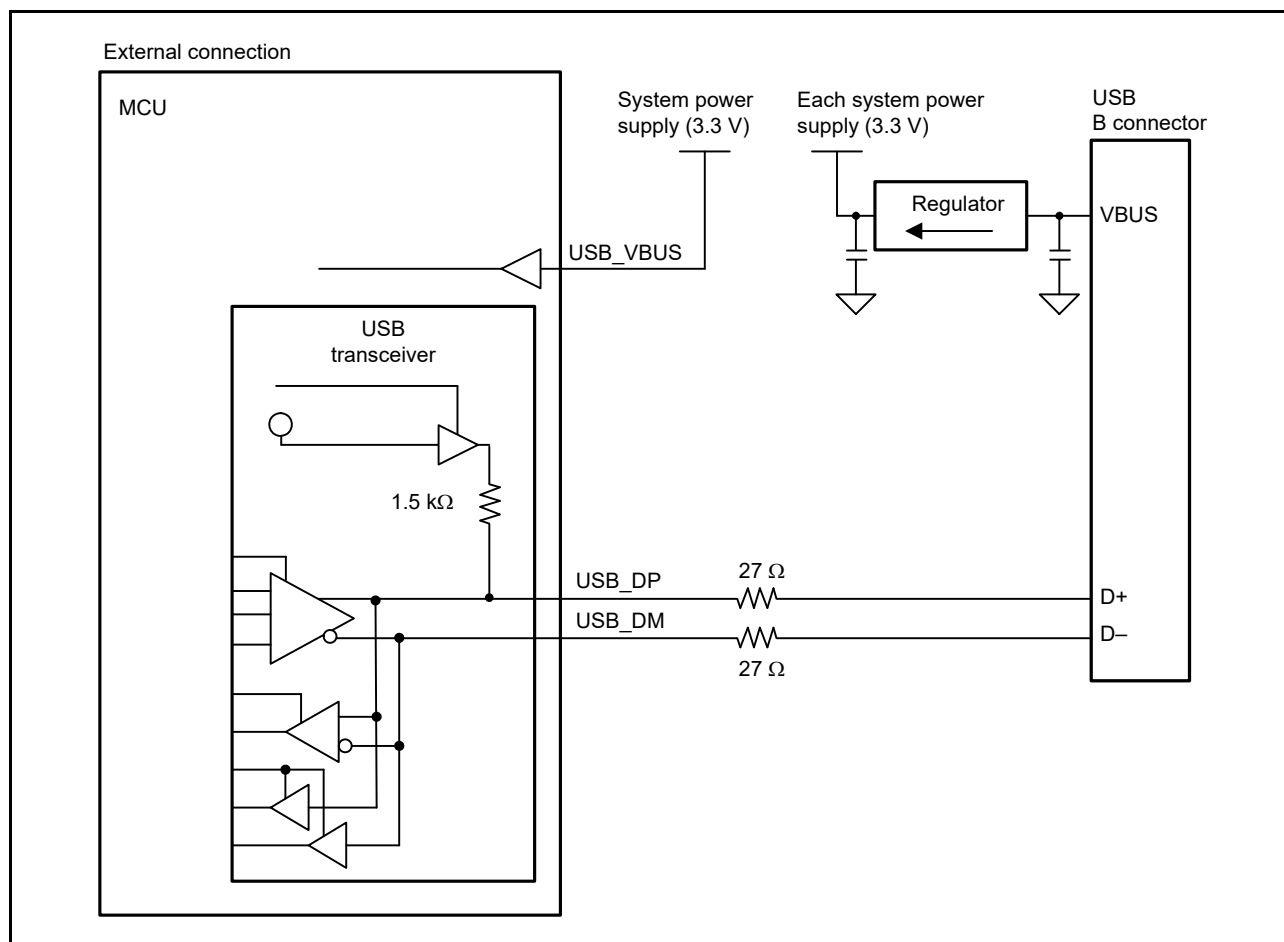 External connection
MCU
System power
supply (3.3 V)
Each system power
supply (3.3 V)
USB
B connector
Regulator
VBUS
USB_VBUS
USB
transceiver
1.5 kΩ
USB_DP
27 Ω
D+
USB_DM
27 Ω
D–